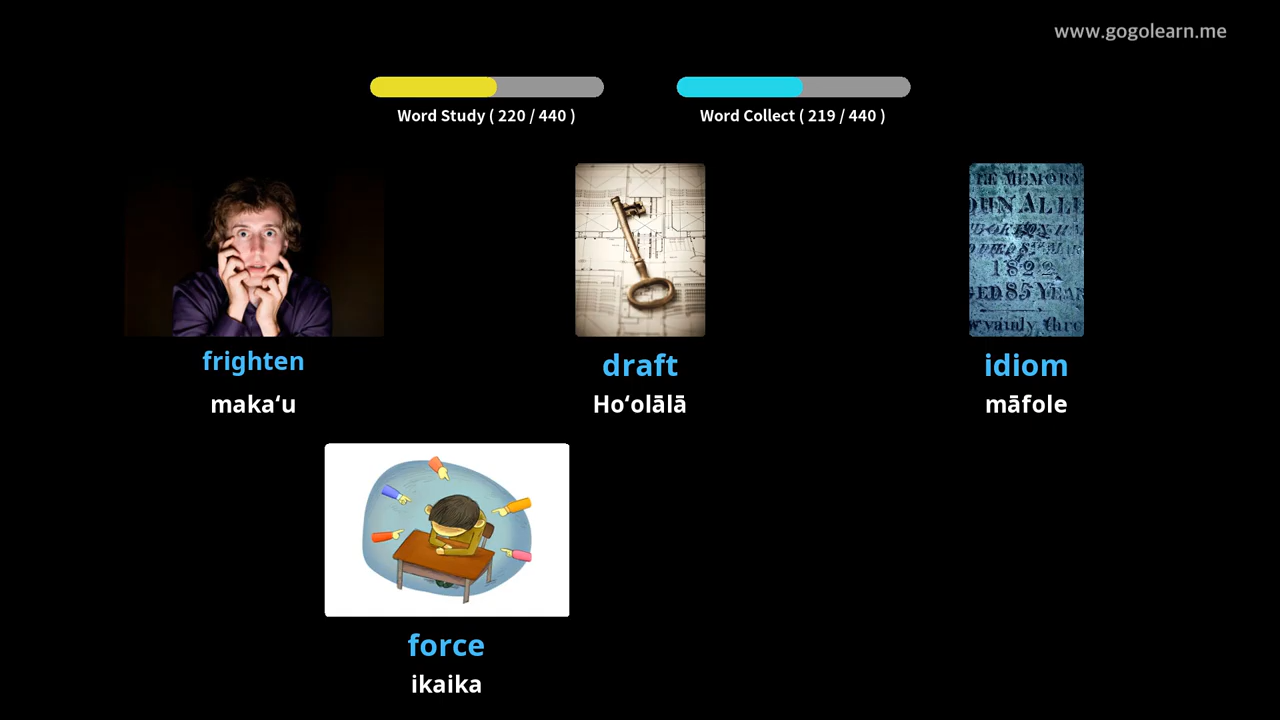 www.gogolearn.me
Word Study ( 220 / 440 )
Word Collect ( 219 / 440 )
1822
frighten
draft
idiom
makaʻu
Hoʻolālā
māfole
force
ikaika